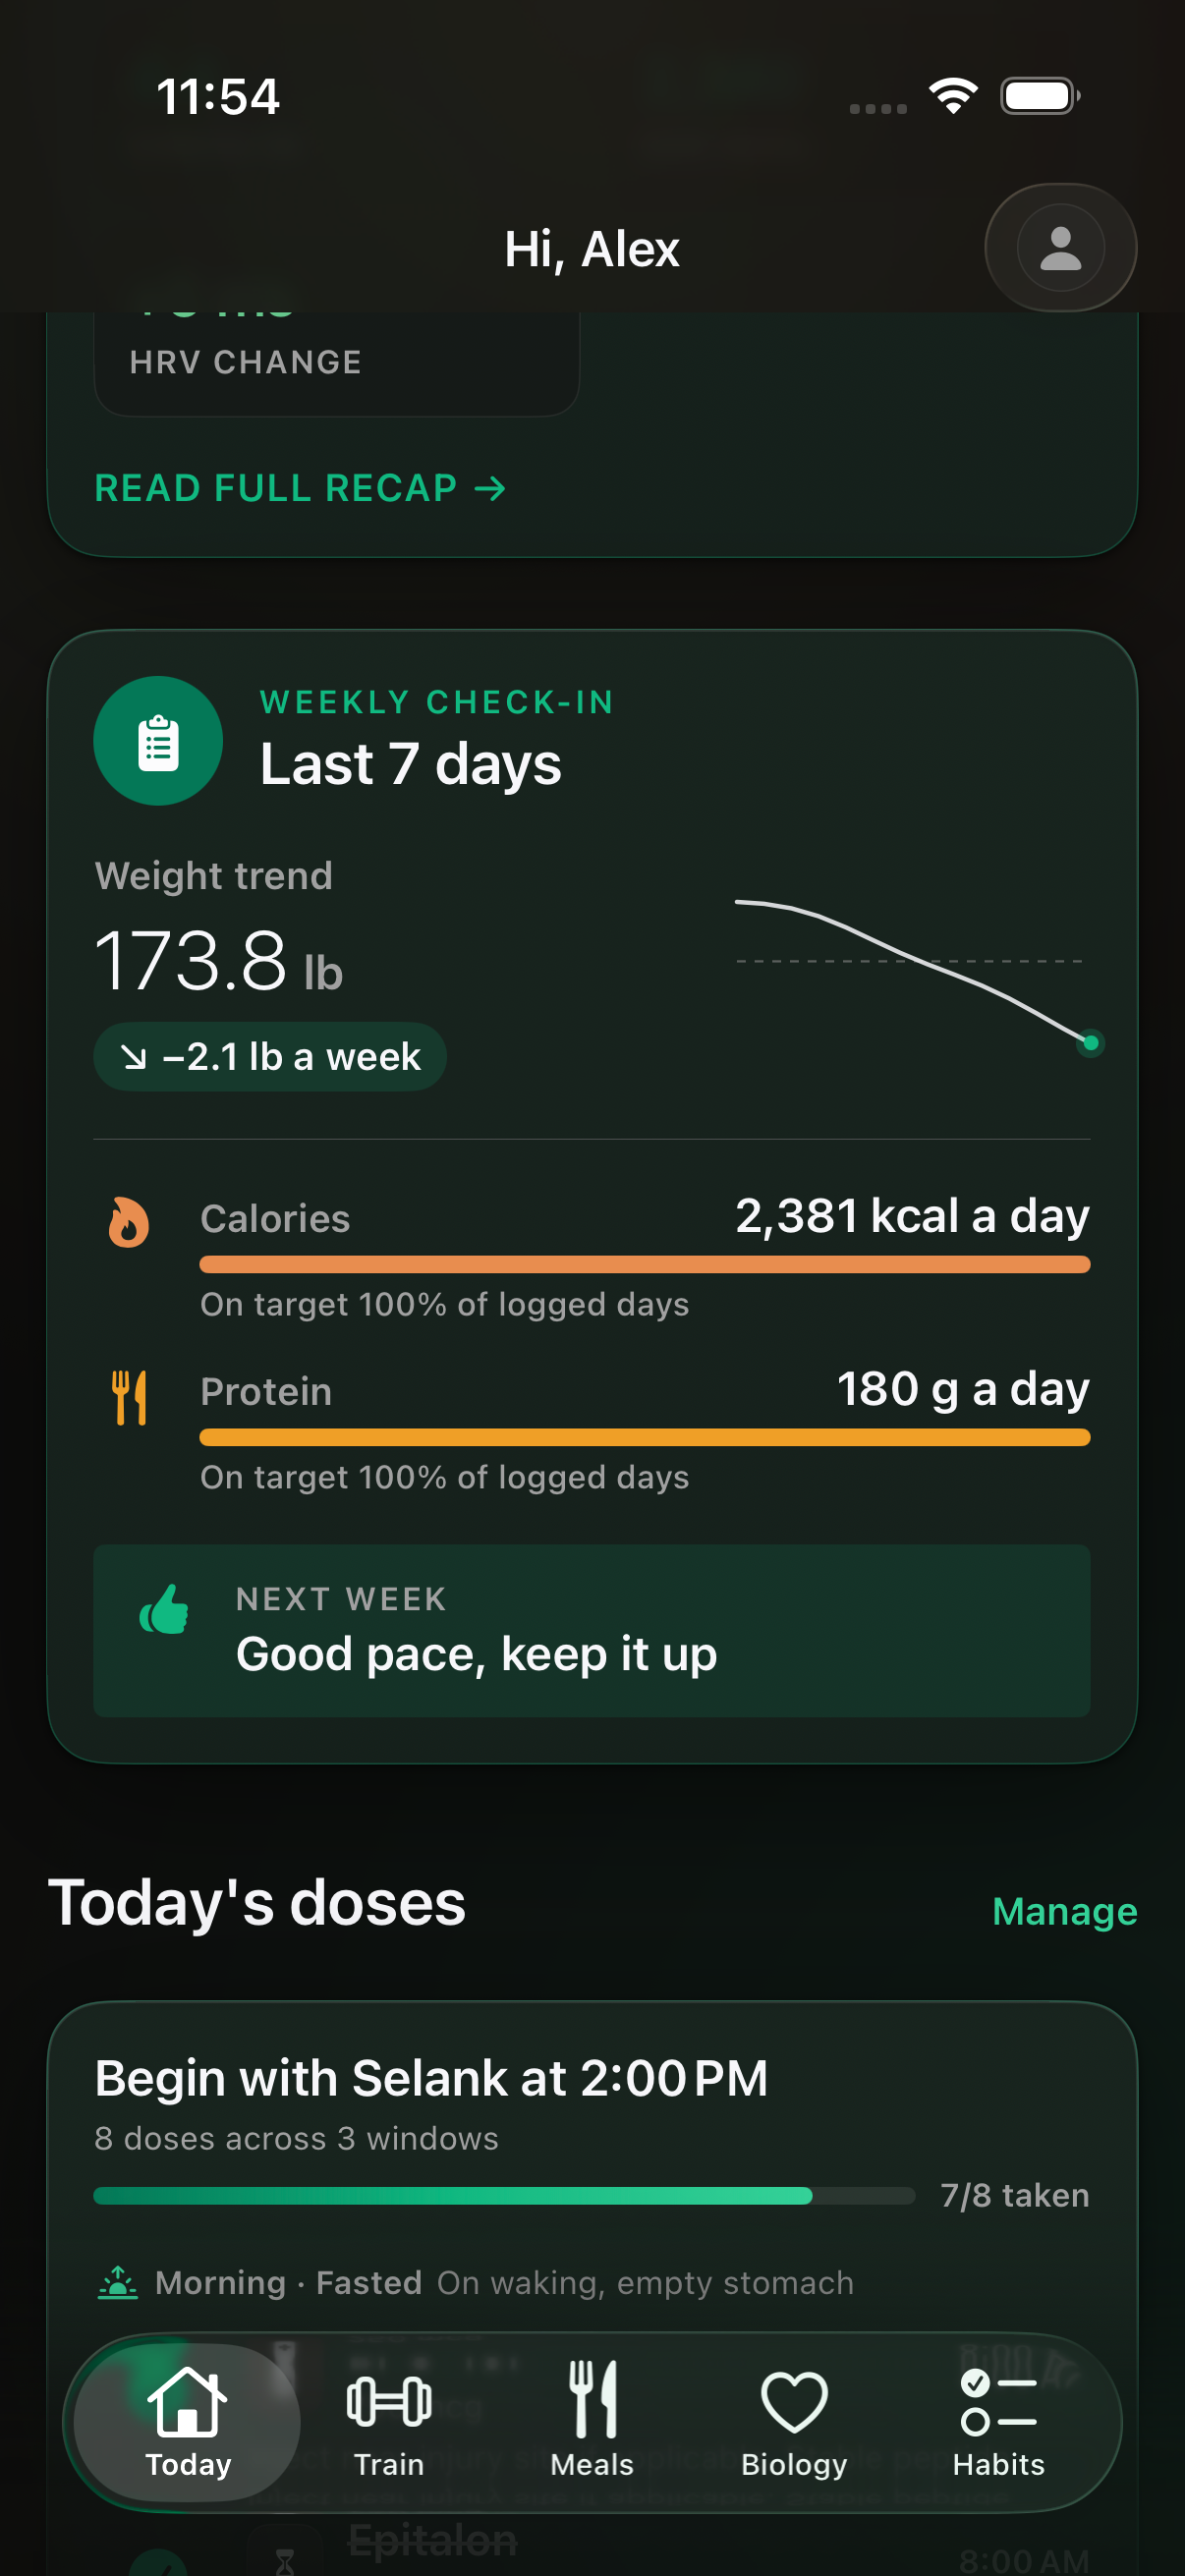 11:54
Hi, Alex
HRV CHANGE
READ FULL RECAP →
WEEKLY CHECK-IN
Last 7 days
Weight trend
173.8 lb
↘ –2.1 lb a week
Calories
2,381 kcal a day
On target 100% of logged days
Protein
180 g a day
On target 100% of logged days
NEXT WEEK
Good pace, keep it up
Today's doses
Manage
Begin with Selank at 2:00 PM
8 doses across 3 windows
7/8 taken
Morning · Fasted On waking, empty stomach
Today
Train
Meals
Biology
Habits
Epitalon
8:00 AM